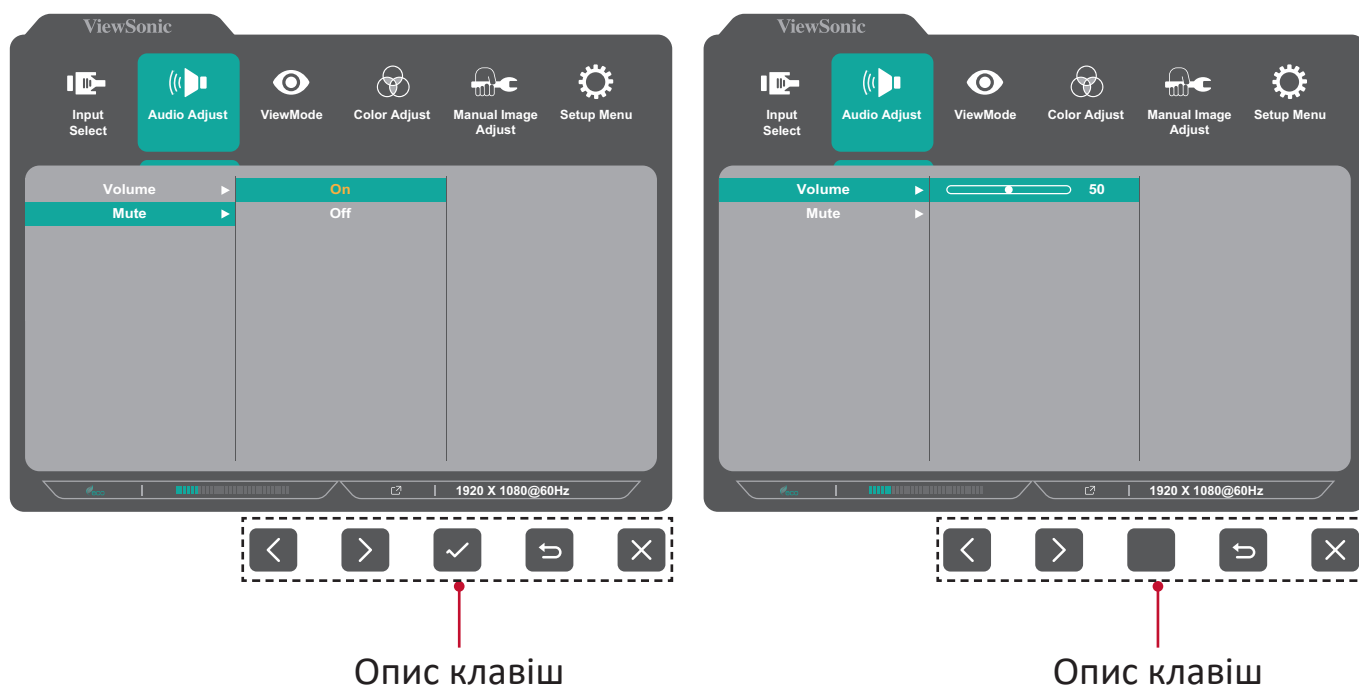 ViewSonic
Input Select
Audio Adjust
ViewMode
Color Adjust
Manual Image Adjust
Setup Menu
Volume
On
Mute
Off
eco
1920 X 1080@60Hz
Опис клавіш
ViewSonic
Input Select
Audio Adjust
ViewMode
Color Adjust
Manual Image Adjust
Setup Menu
Volume
50
Mute
eco
1920 X 1080@60Hz
Опис клавіш